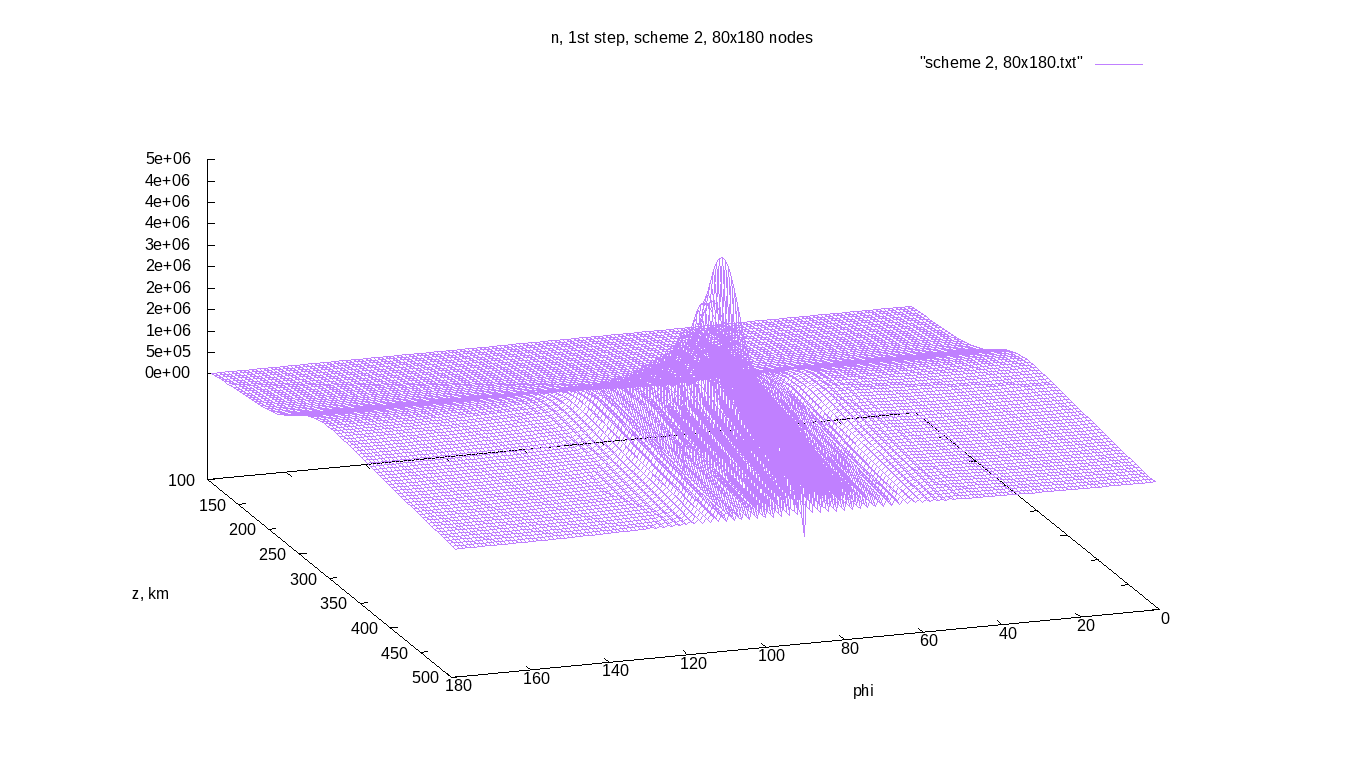 n, 1st step, scheme 2, 80x180 nodes
"scheme 2, 80x180.txt"
5e+06
4e+06
4e+06
4e+06
3e+06
2e+06
2e+06
2e+06
1e+06
5e+05
0e+00
100
150
200
250
300
350
400
450
500
z, km
180
160
140
120
100
80
60
40
20
0
phi